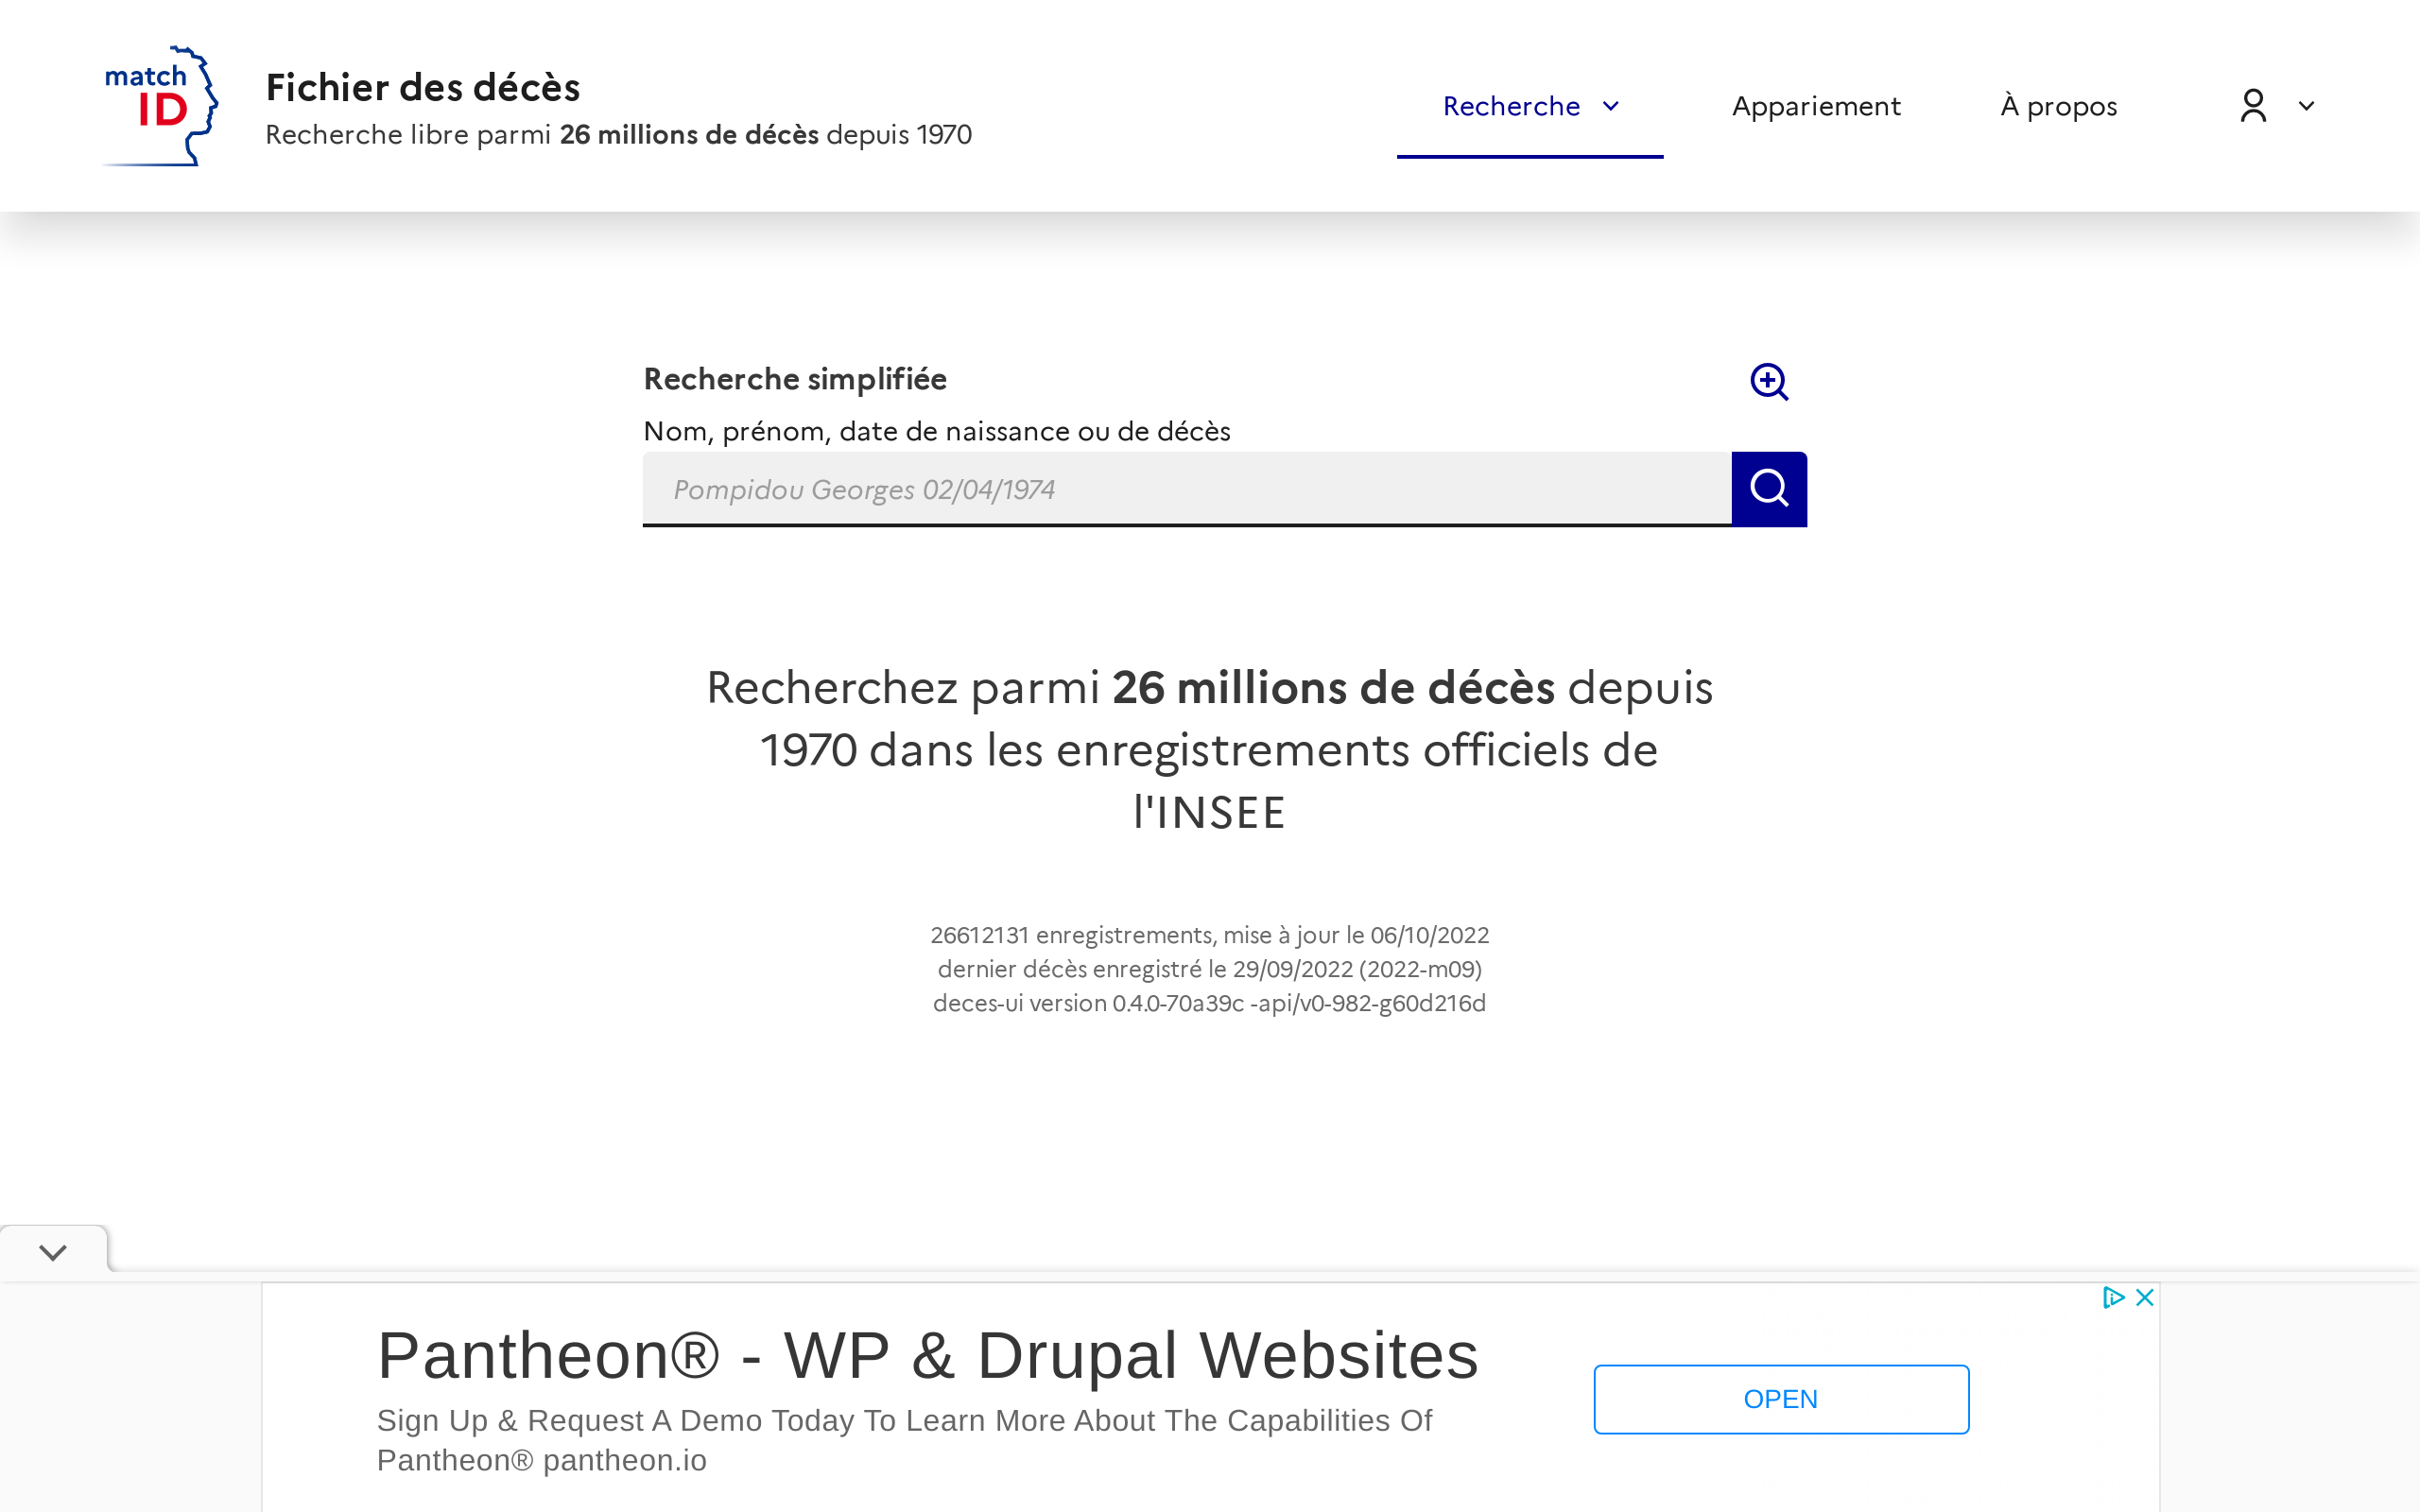 match
ID
Fichier des décès
Recherche libre parmi 26 millions de décès depuis 1970
Recherche
Appariement
À propos
Recherche simplifiée
Nom, prénom, date de naissance ou de décès
Pompidou Georges 02/04/1974
Recherchez parmi 26 millions de décès depuis
1970 dans les enregistrements officiels de
l'INSEE
26612131 enregistrements, mise à jour le 06/10/2022
dernier décès enregistré le 29/09/2022 (2022-m09)
deces-ui version 0.4.0-70a39c -api/v0-982-g60d216d
Pantheon® - WP & Drupal Websites
Sign Up & Request A Demo Today To Learn More About The Capabilities Of
Pantheon® pantheon.io
OPEN